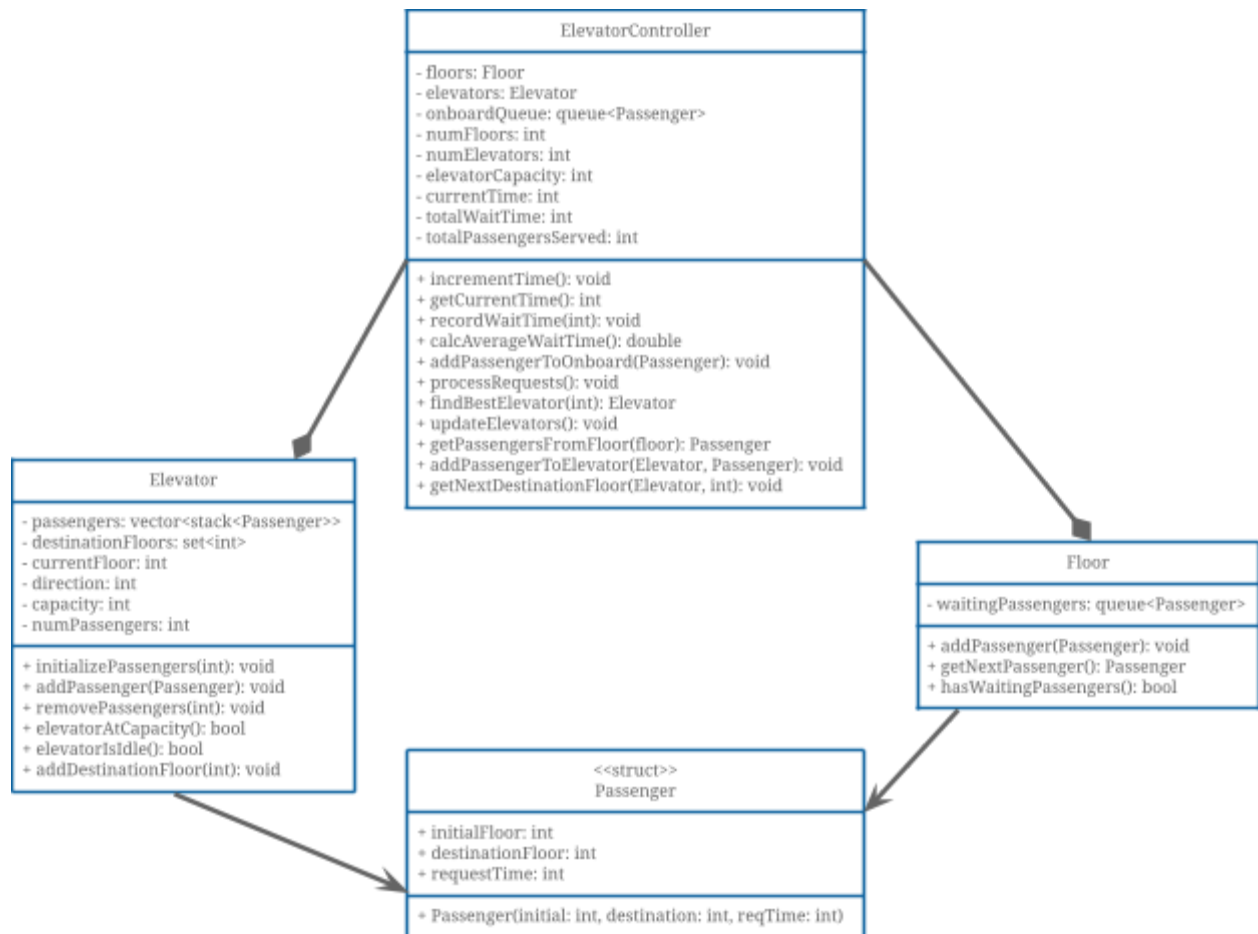 ElevatorController
- floors: Floor
- elevators: Elevator
- onboardQueue: queue<Passenger>
- numFloors: int
- numElevators: int
- elevatorCapacity: int
- currentTime: int
- totalWaitTime: int
- totalPassengersServed: int
+ incrementTime(): void
+ getCurrentTime(): int
+ recordWaitTime(int): void
+ calcAverageWaitTime(): double
+ addPassengerToOnboard(Passenger): void
+ processRequests(): void
+ findBestElevator(int): Elevator
+ updateElevators(): void
+ getPassengersFromFloor(floor): Passenger
+ addPassengerToElevator(Elevator, Passenger): void
+ getNextDestinationFloor(Elevator, int): void
Elevator
- passengers: vector<stack<Passenger>>
- destinationFloors: set<int>
- currentFloor: int
- direction: int
- capacity: int
- numPassengers: int
+ initializePassengers(int): void
+ addPassenger(Passenger): void
+ removePassengers(int): void
+ elevatorAtCapacity(): bool
+ elevatorIsIdle(): bool
+ addDestinationFloor(int): void
Floor
- waitingPassengers: queue<Passenger>
+ addPassenger(Passenger): void
+ getNextPassenger(): Passenger
+ hasWaitingPassengers(): bool
<<struct>>
Passenger
+ initialFloor: int
+ destinationFloor: int
+ requestTime: int
+ Passenger(initial: int, destination: int, reqTime: int)